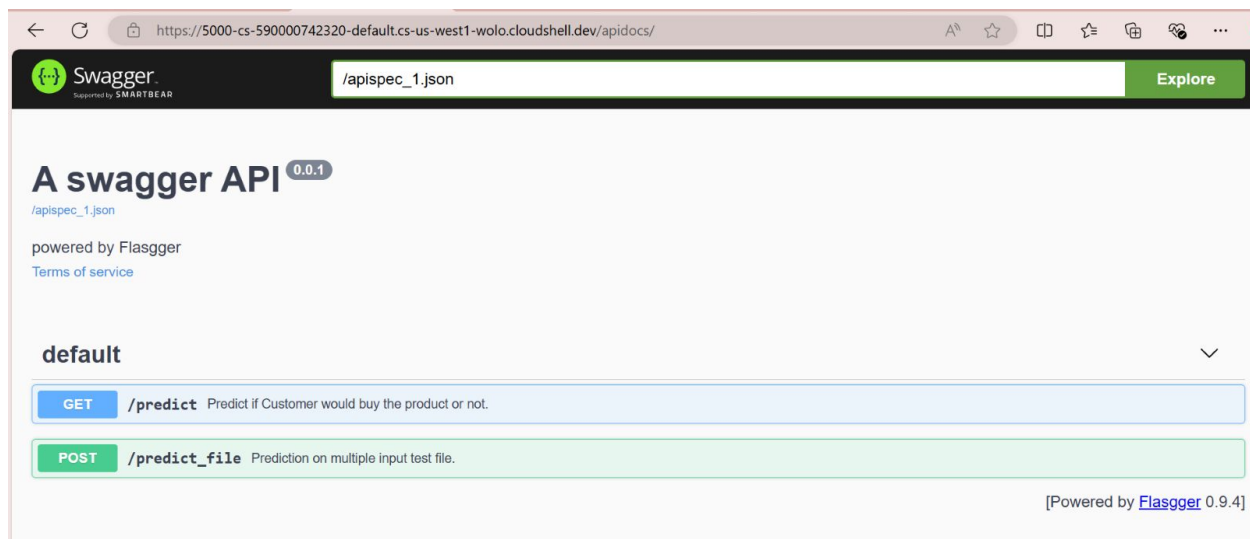 https://5000-cs-590000742320-default.cs-us-west1-wolo.cloudshell.dev/apidocs/
{...} Swagger.
Supported by SMARTBEAR
/apispec_1.json
Explore
A swagger API 0.0.1
/apispec_1.json
powered by Flasgger
Terms of service
default
GET /predict Predict if Customer would buy the product or not.
POST /predict_file Prediction on multiple input test file.
[Powered by Flasgger 0.9.4]